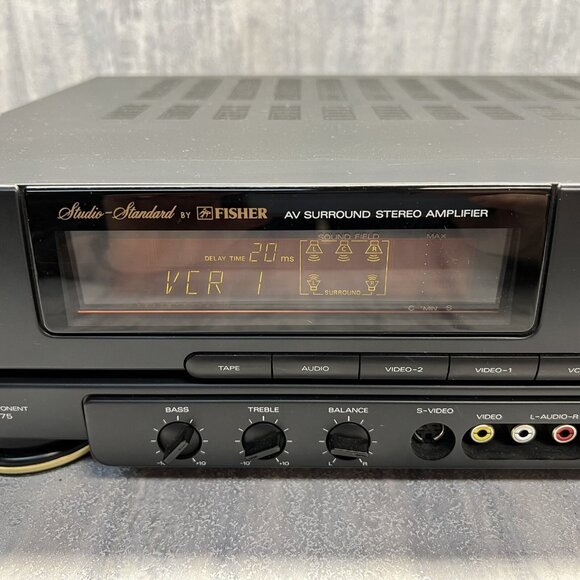 Studio-Standard BY FISHER AV SURROUND STEREO AMPLIFIER
SOUND FIELD MAX
DELAY TIME 20 ms L C R
VCR 1
SURROUND
C MIN S
TAPE AUDIO VIDEO-2 VIDEO-1
BASS TREBLE BALANCE S-VIDEO VIDEO L-AUDIO-R
+10 -10 +10 L R